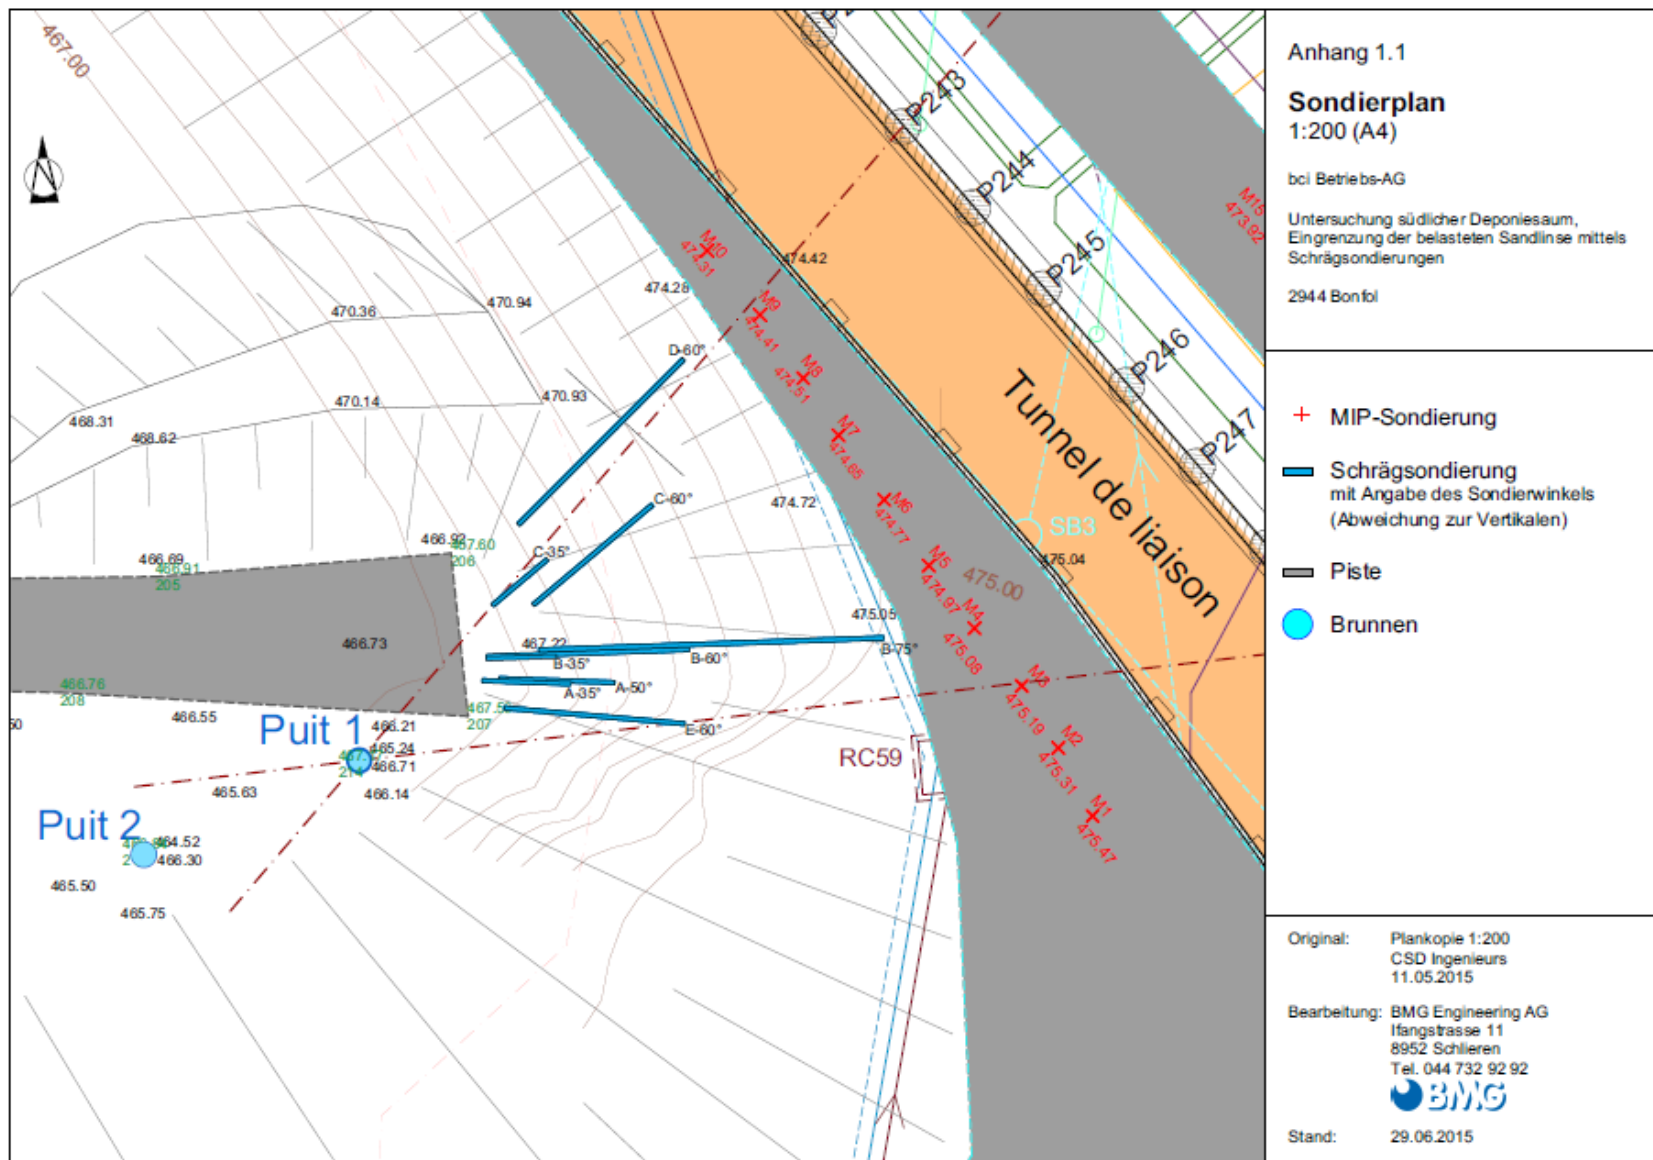 467.00
P243
P244
P245
P246
P247
M15
473.92
M10
474.31
474.42
474.28
M9
474.41
M8
474.51
M7
474.65
M6
474.77
M5
474.97
M4
475.08
M3
475.19
M2
475.31
M1
475.47
470.36
470.94
470.14
470.93
468.31
468.62
D-60°
C-60°
C-35°
474.72
SB3
475.04
475.00
475.05
Tunnel de liaison
466.92
467.60
206
466.69
466.91
205
466.73
467.22
B-35°
B-60°
B-75°
A-35°
A-50°
E-60°
466.76
208
466.55
207
466.21
Puit 1
465.24
466.71
466.14
465.63
RC59
Puit 2
464.52
466.30
465.50
465.75
Anhang 1.1
Sondierplan
1:200 (A4)
bci Betriebs-AG
Untersuchung südlicher Deponiesaum,
Eingrenzung der belasteten Sandlinse mittels
Schrägsondierungen
2944 Bonfol
MIP-Sondierung
Schrägsondierung
mit Angabe des Sondierwinkels
(Abweichung zur Vertikalen)
Piste
Brunnen
Original: Plankopie 1:200
CSD Ingenieurs
11.05.2015
Bearbeitung: BMG Engineering AG
Ifangstrasse 11
8952 Schlieren
Tel. 044 732 92 92
BMG
Stand: 29.06.2015